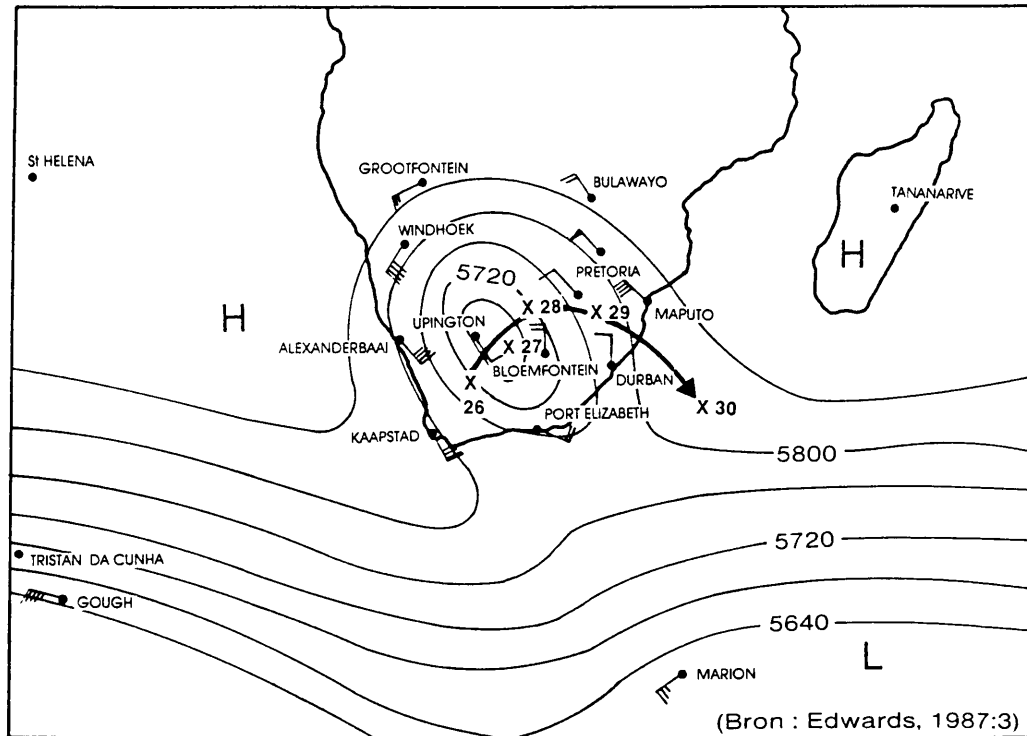 St HELENA
GROOTFONTEIN
BULAWAYO
TANANARIVE
WINDHOEK
H
PRETORIA
5720
X 28
X 29
MAPUTO
H
UPINGTON
ALEXANDERBAAI
X 27
BLOEMFONTEIN
DURBAN
X
26
X 30
PORT ELIZABETH
KAAPSTAD
5800
5720
TRISTAN DA CUNHA
GOUGH
5640
L
MARION
(Bron : Edwards, 1987:3)